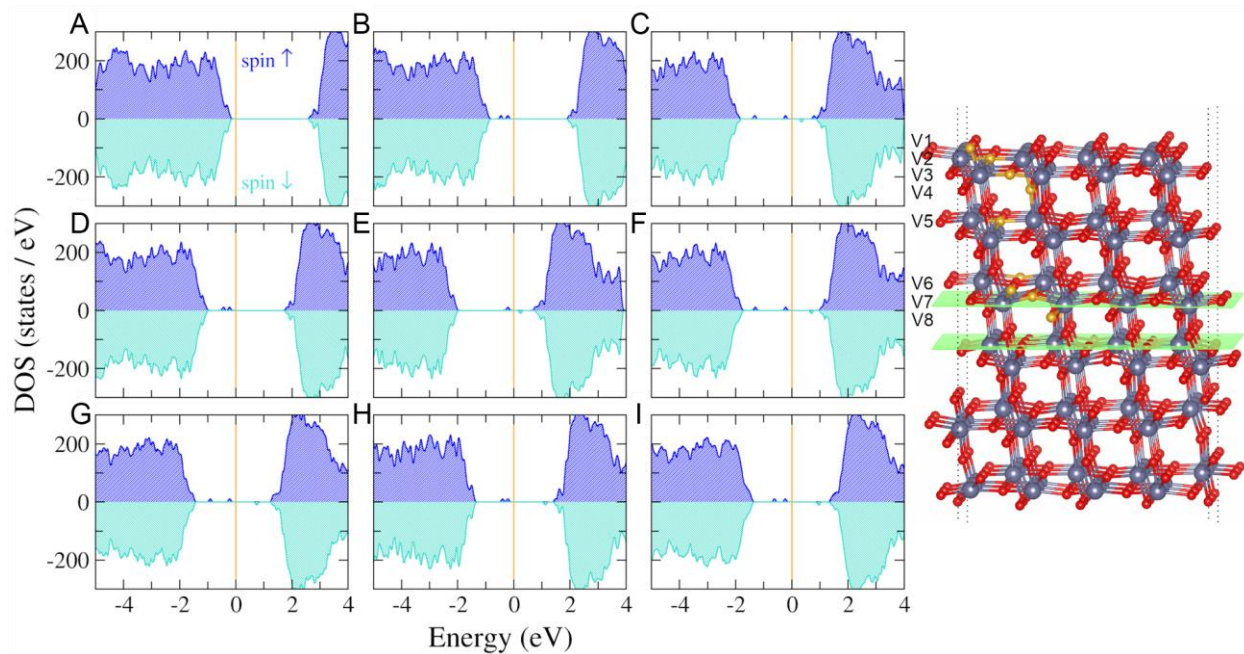 A B C
200
0
-200
spin ↑
spin ↓
D E F
200
0
-200
G H I
200
0
-200
-4 -2 0 2 4
-4 -2 0 2 4
-4 -2 0 2 4
DOS (states / eV)
Energy (eV)
V1
V2
V3
V4
V5
V6
V7
V8